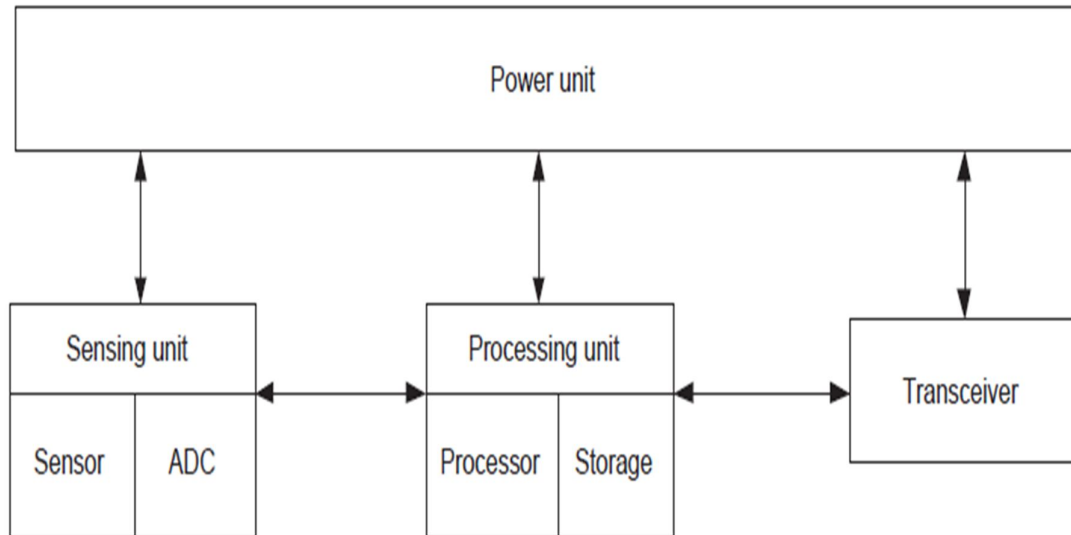 Power unit
Sensing unit
Processing unit
Transceiver
Sensor
ADC
Processor
Storage